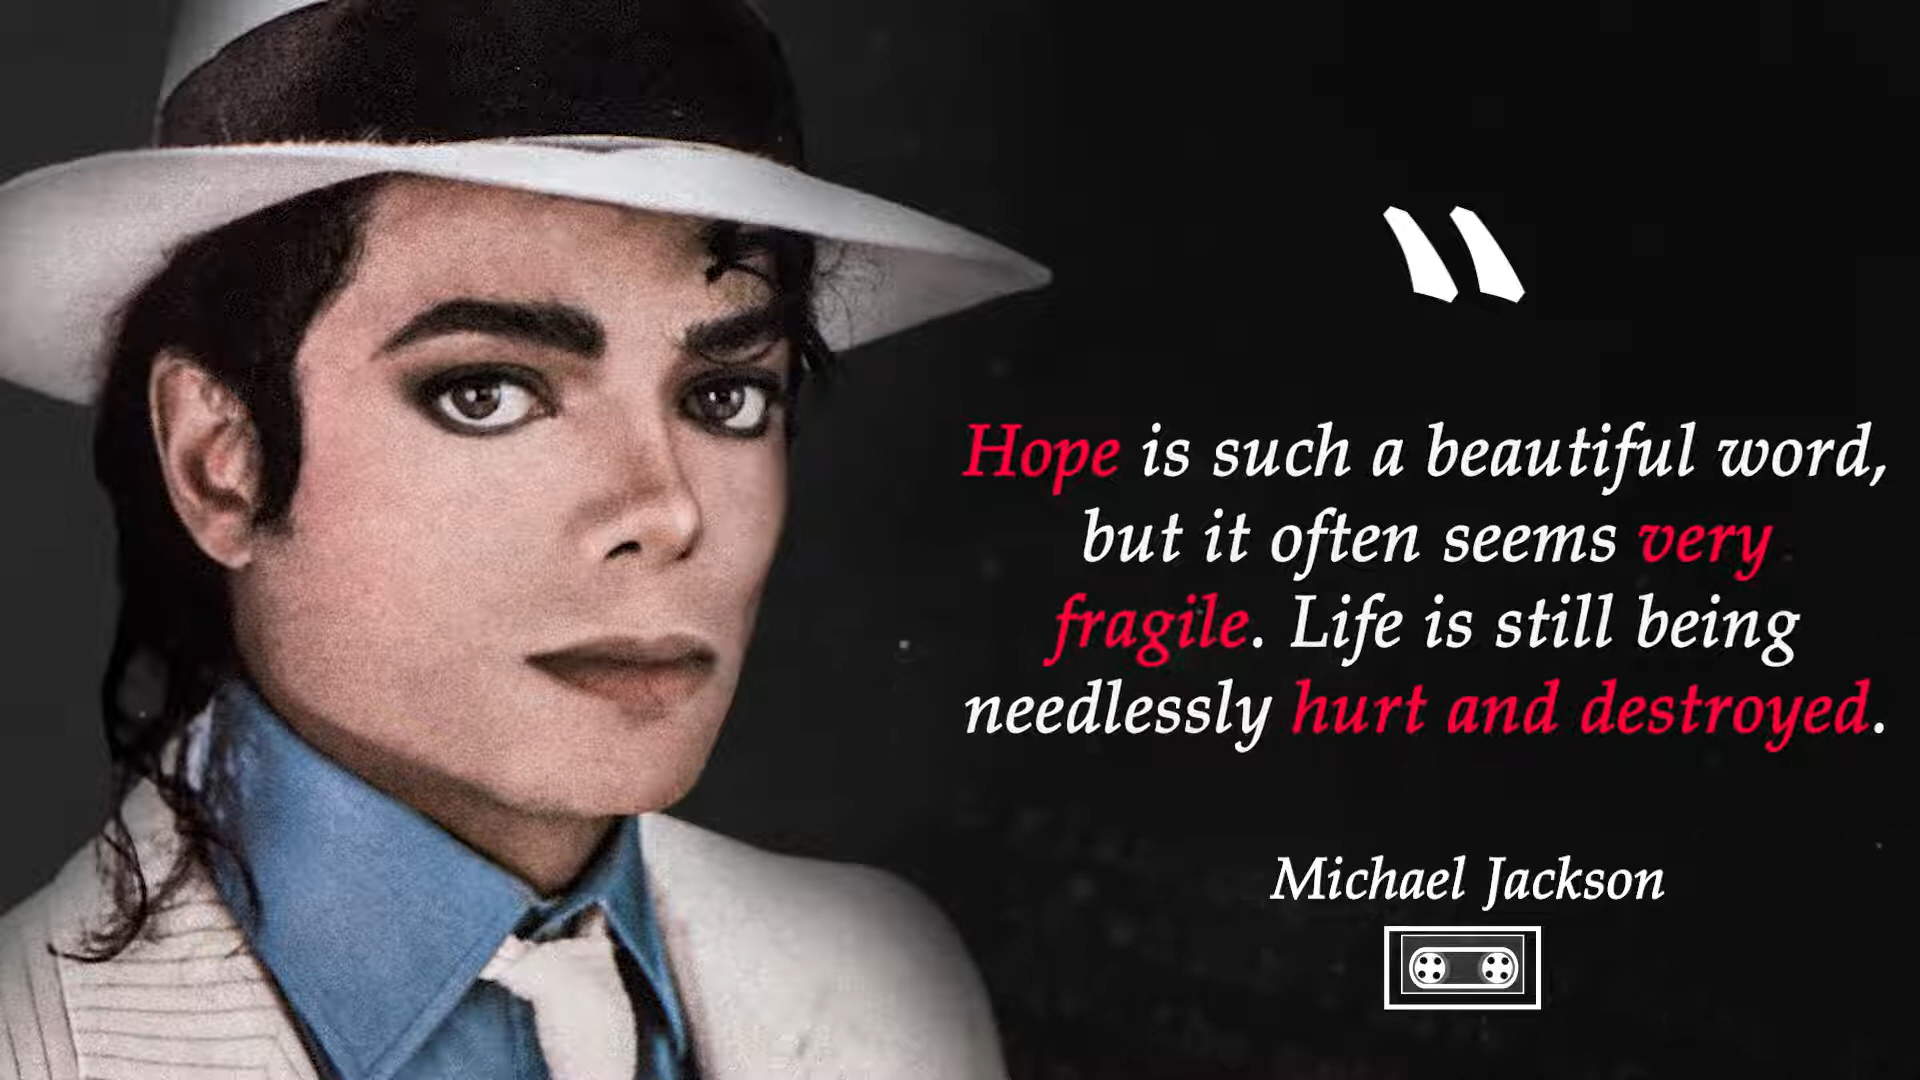 Hope is such a beautiful word,
but it often seems very
fragile. Life is still being
needlessly hurt and destroyed.
Michael Jackson